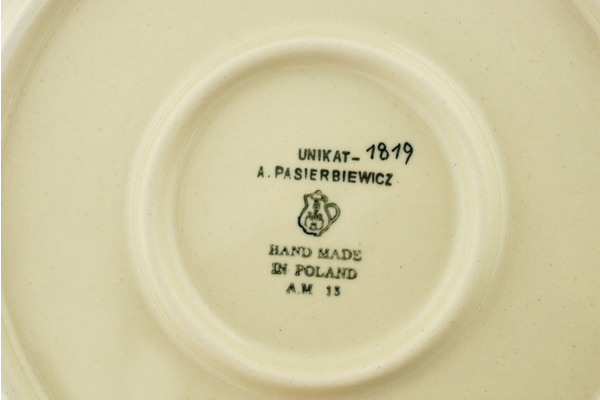 UNIKAT-1819
A. PASIERBIEWICZ
HAND MADE
IN POLAND
A.M 15